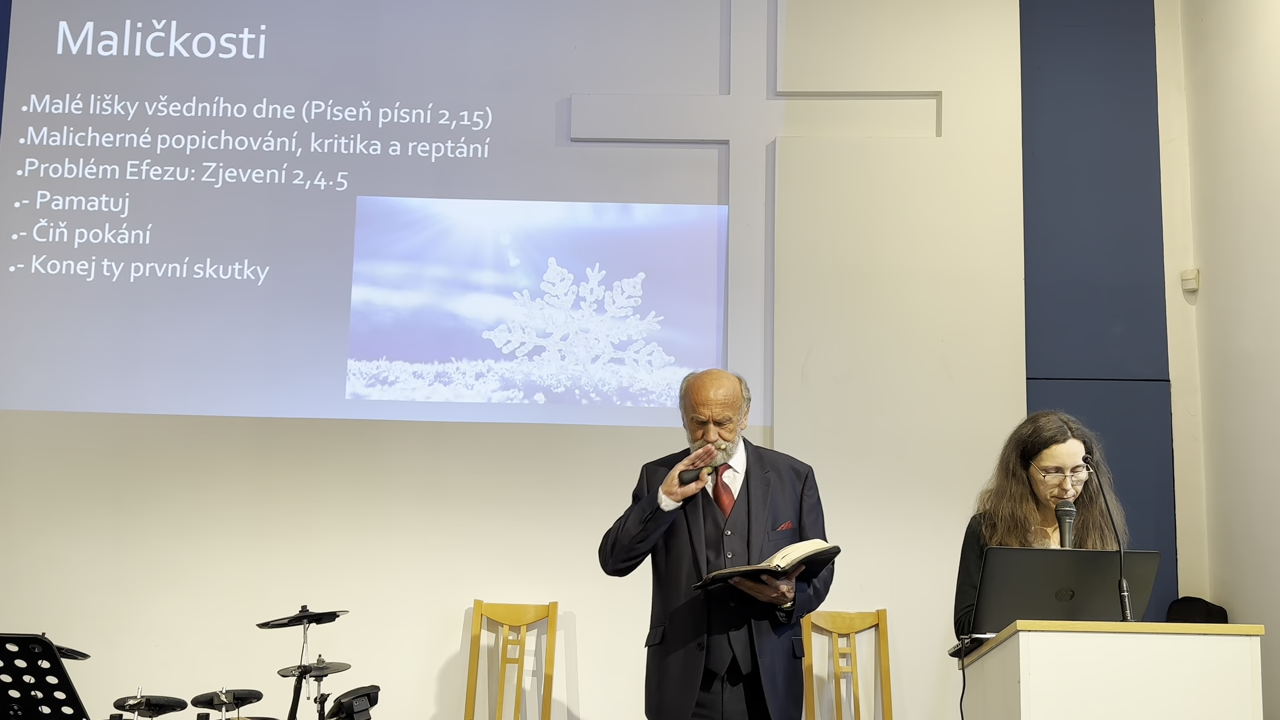 Maličkosti
•Malé lišky všedního dne (Píseň písní 2,15)
•Malicherné popichování, kritika a reptání
•Problém Efezu: Zjevení 2,4.5
•- Pamatuj
•- Čiň pokání
•- Konej ty první skutky
hp